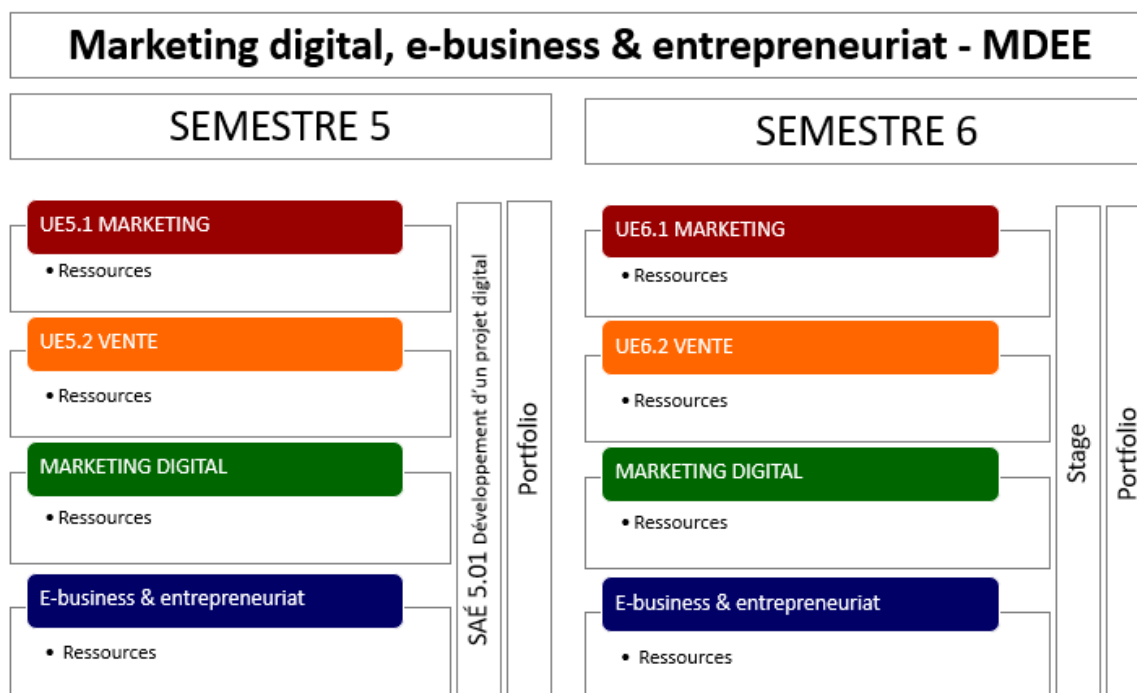 Marketing digital, e-business & entrepreneuriat - MDEE
SEMESTRE 5
UE5.1 MARKETING
• Ressources
UE5.2 VENTE
• Ressources
MARKETING DIGITAL
• Ressources
E-business & entrepreneuriat
• Ressources
SAÉ 5.01 Développement d'un projet digital
Portfolio
SEMESTRE 6
UE6.1 MARKETING
• Ressources
UE6.2 VENTE
• Ressources
MARKETING DIGITAL
• Ressources
E-business & entrepreneuriat
• Ressources
Stage
Portfolio